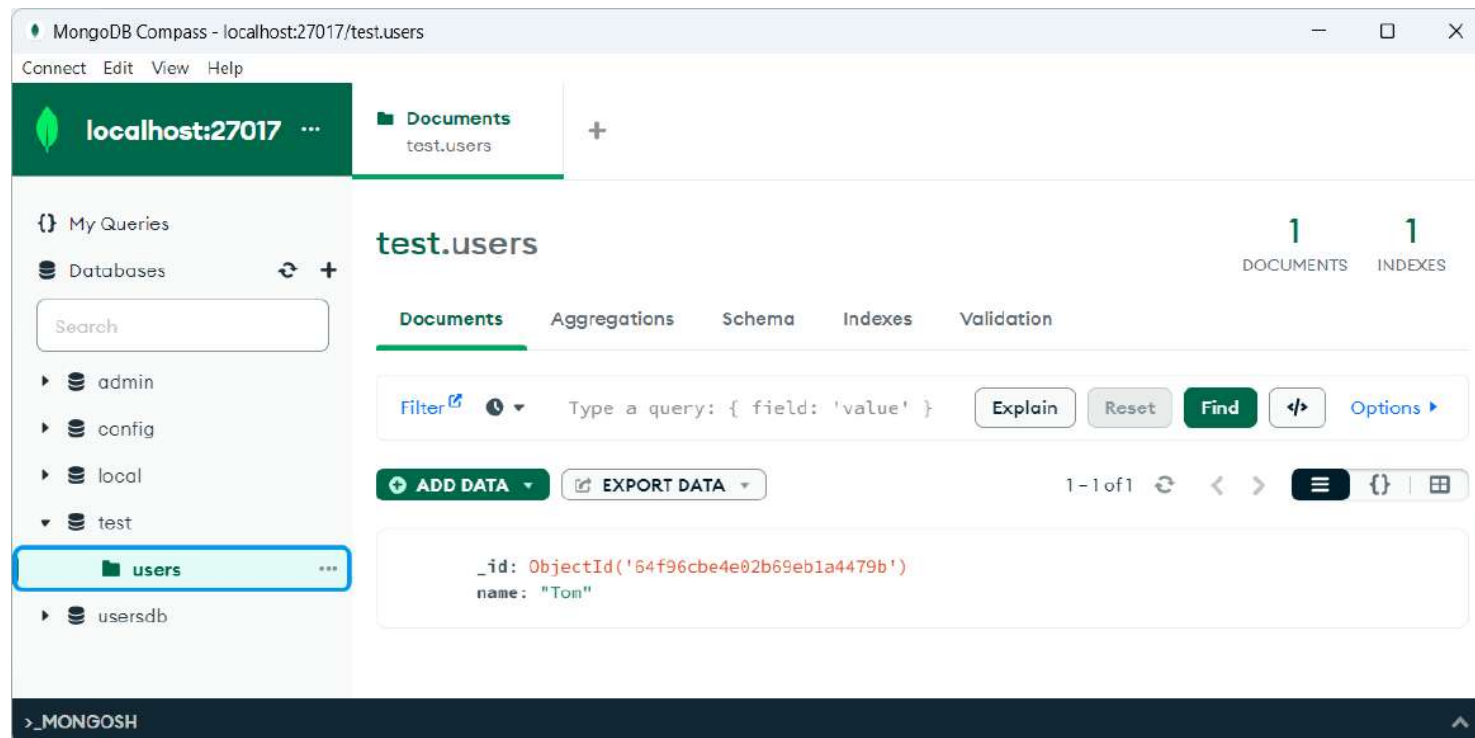 MongoDB Compass - localhost:27017/test.users
Connect Edit View Help
localhost:27017 ...
Documents
test.users
+
{} My Queries
Databases
+
Search
admin
config
local
test
users ...
usersdb
test.users
1
DOCUMENTS
1
INDEXES
Documents Aggregations Schema Indexes Validation
Filter Type a query: { field: 'value' } Explain Reset Find </> Options
ADD DATA EXPORT DATA 1-1of1 {}
_id: ObjectId('64f96cbe4e02b69eb1a4479b')
name: "Tom"
>_MONGOSH